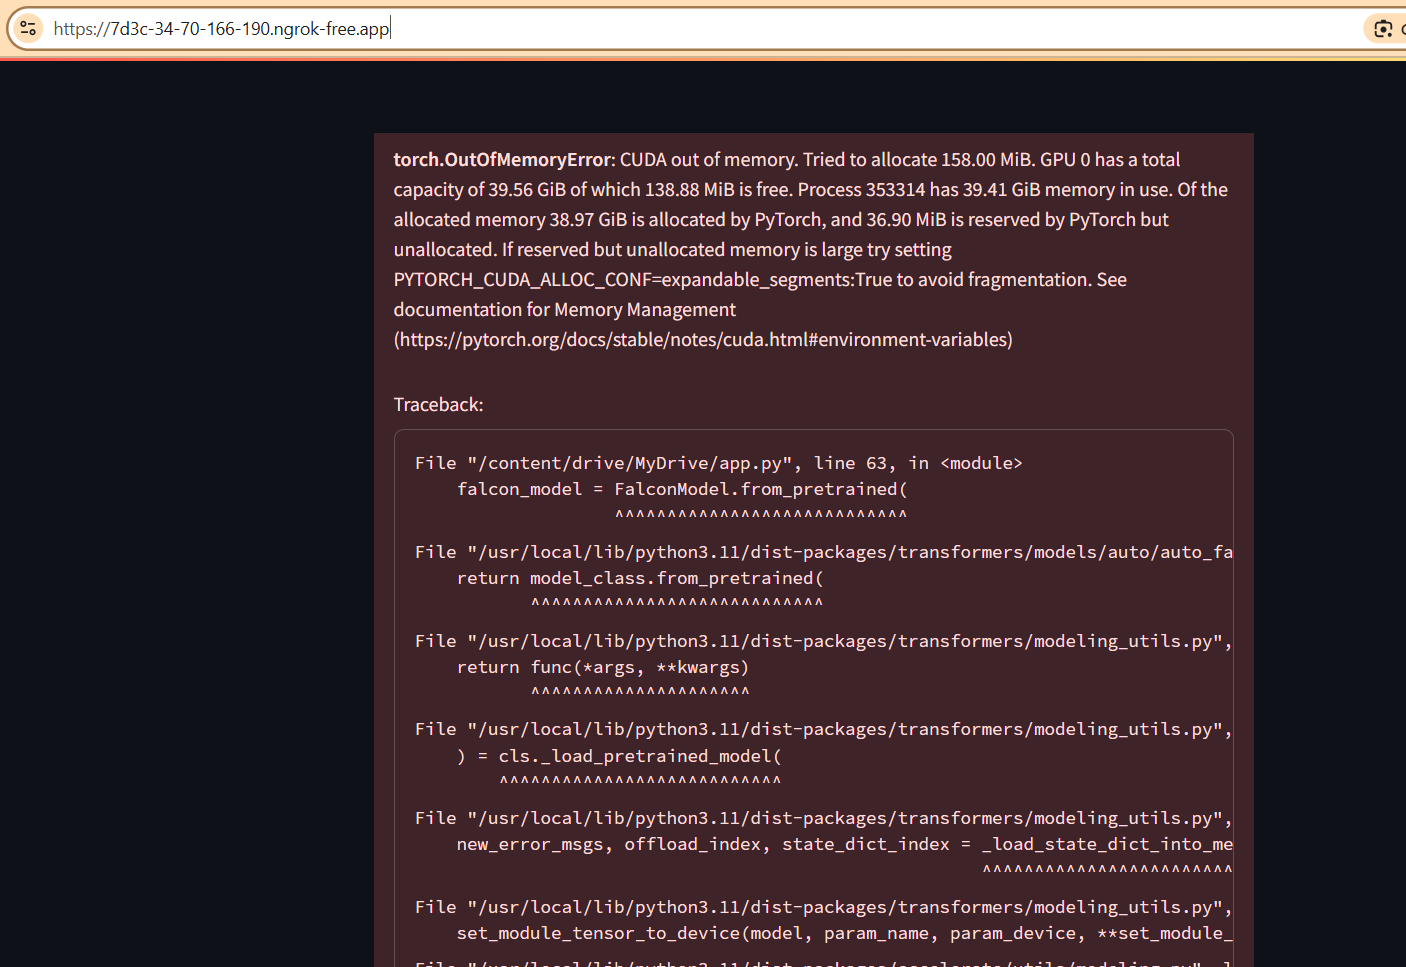 https://7d3c-34-70-166-190.ngrok-free.app
torch.OutOfMemoryError: CUDA out of memory. Tried to allocate 158.00 MiB. GPU 0 has a total
capacity of 39.56 GiB of which 138.88 MiB is free. Process 353314 has 39.41 GiB memory in use. Of the
allocated memory 38.97 GiB is allocated by PyTorch, and 36.90 MiB is reserved by PyTorch but
unallocated. If reserved but unallocated memory is large try setting
PYTORCH_CUDA_ALLOC_CONF=expandable_segments:True to avoid fragmentation. See
documentation for Memory Management
(https://pytorch.org/docs/stable/notes/cuda.html#environment-variables)
Traceback:
File "/content/drive/MyDrive/app.py", line 63, in <module>
    falcon_model = FalconModel.from_pretrained(
                   ^^^^^^^^^^^^^^^^^^^^^^^^^^^^
File "/usr/local/lib/python3.11/dist-packages/transformers/models/auto/auto_fa
    return model_class.from_pretrained(
           ^^^^^^^^^^^^^^^^^^^^^^^^^^^^
File "/usr/local/lib/python3.11/dist-packages/transformers/modeling_utils.py",
    return func(*args, **kwargs)
           ^^^^^^^^^^^^^^^^^^^^^
File "/usr/local/lib/python3.11/dist-packages/transformers/modeling_utils.py",
    ) = cls._load_pretrained_model(
        ^^^^^^^^^^^^^^^^^^^^^^^^^^^
File "/usr/local/lib/python3.11/dist-packages/transformers/modeling_utils.py",
    new_error_msgs, offload_index, state_dict_index = _load_state_dict_into_me
                                                      ^^^^^^^^^^^^^^^^^^^^^^^^
File "/usr/local/lib/python3.11/dist-packages/transformers/modeling_utils.py",
    set_module_tensor_to_device(model, param_name, param_device, **set_module_